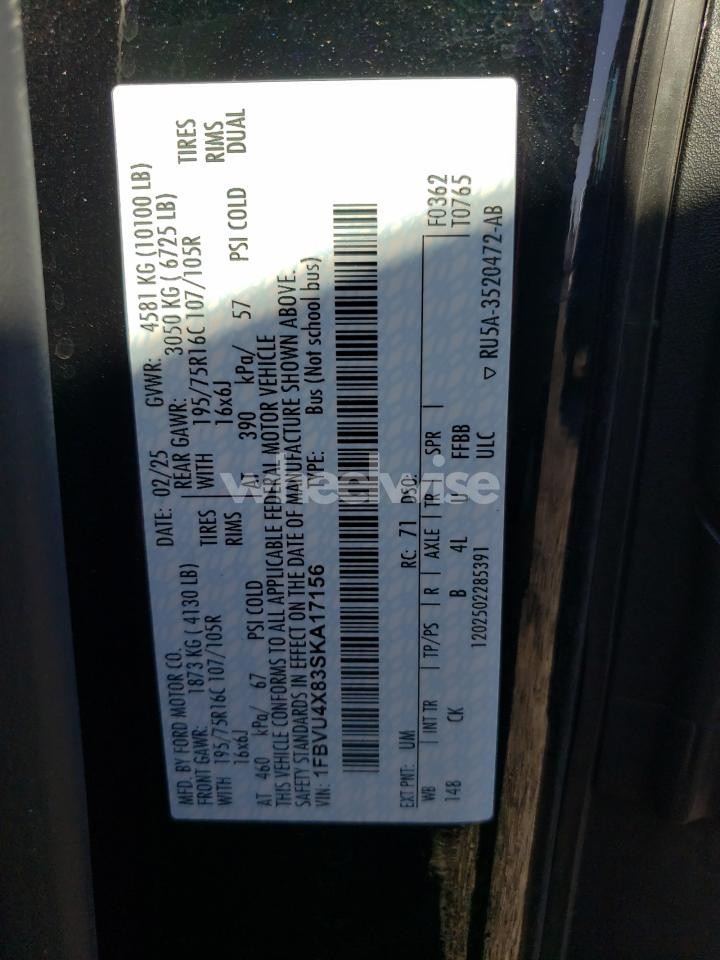 MFD. BY FORD MOTOR CO. DATE: 02/25 GVWR: 4581 KG (10100 LB)
FRONT GAWR: 1873 KG ( 4130 LB) REAR GAWR: 3050 KG ( 6725 LB)
WITH 195/75R16C 107/105R TIRES WITH 195/75R16C 107/105R TIRES
16x6J RIMS 16x6J RIMS
AT 460 kPa/ 67 PSI COLD AT 390 kPa/ 57 PSI COLD DUAL
THIS VEHICLE CONFORMS TO ALL APPLICABLE FEDERAL MOTOR VEHICLE
SAFETY STANDARDS IN EFFECT ON THE DATE OF MANUFACTURE SHOWN ABOVE.
VIN: 1FBVU4X83SKA17156 TYPE: Bus (Not school bus)
EXT PNT: UM RC: 71 DSO: F0362
WB INT TR TP/PS R AXLE TR SPR T0765
148 CK B 4L U FFBB
1202502285391 ULC ▽ RU5A-3520472-AB
wheelwise